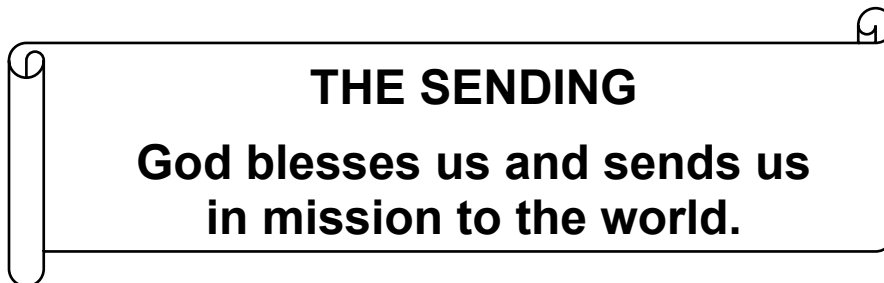 THE SENDING
God blesses us and sends us
in mission to the world.